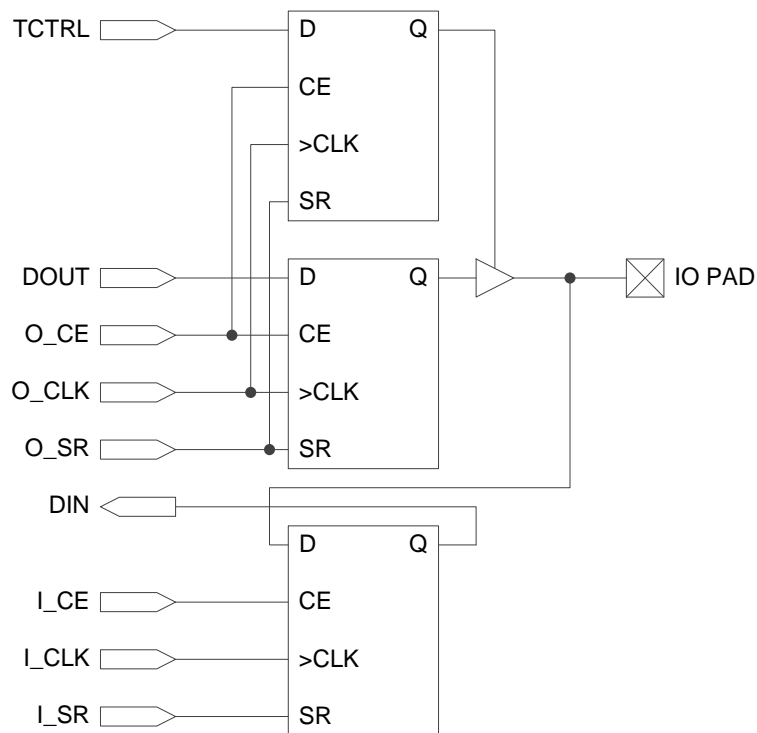 TCTRL D Q
CE
>CLK
SR
DOUT D Q IO PAD
O_CE CE
O_CLK >CLK
O_SR SR
DIN
D Q
I_CE CE
I_CLK >CLK
I_SR SR